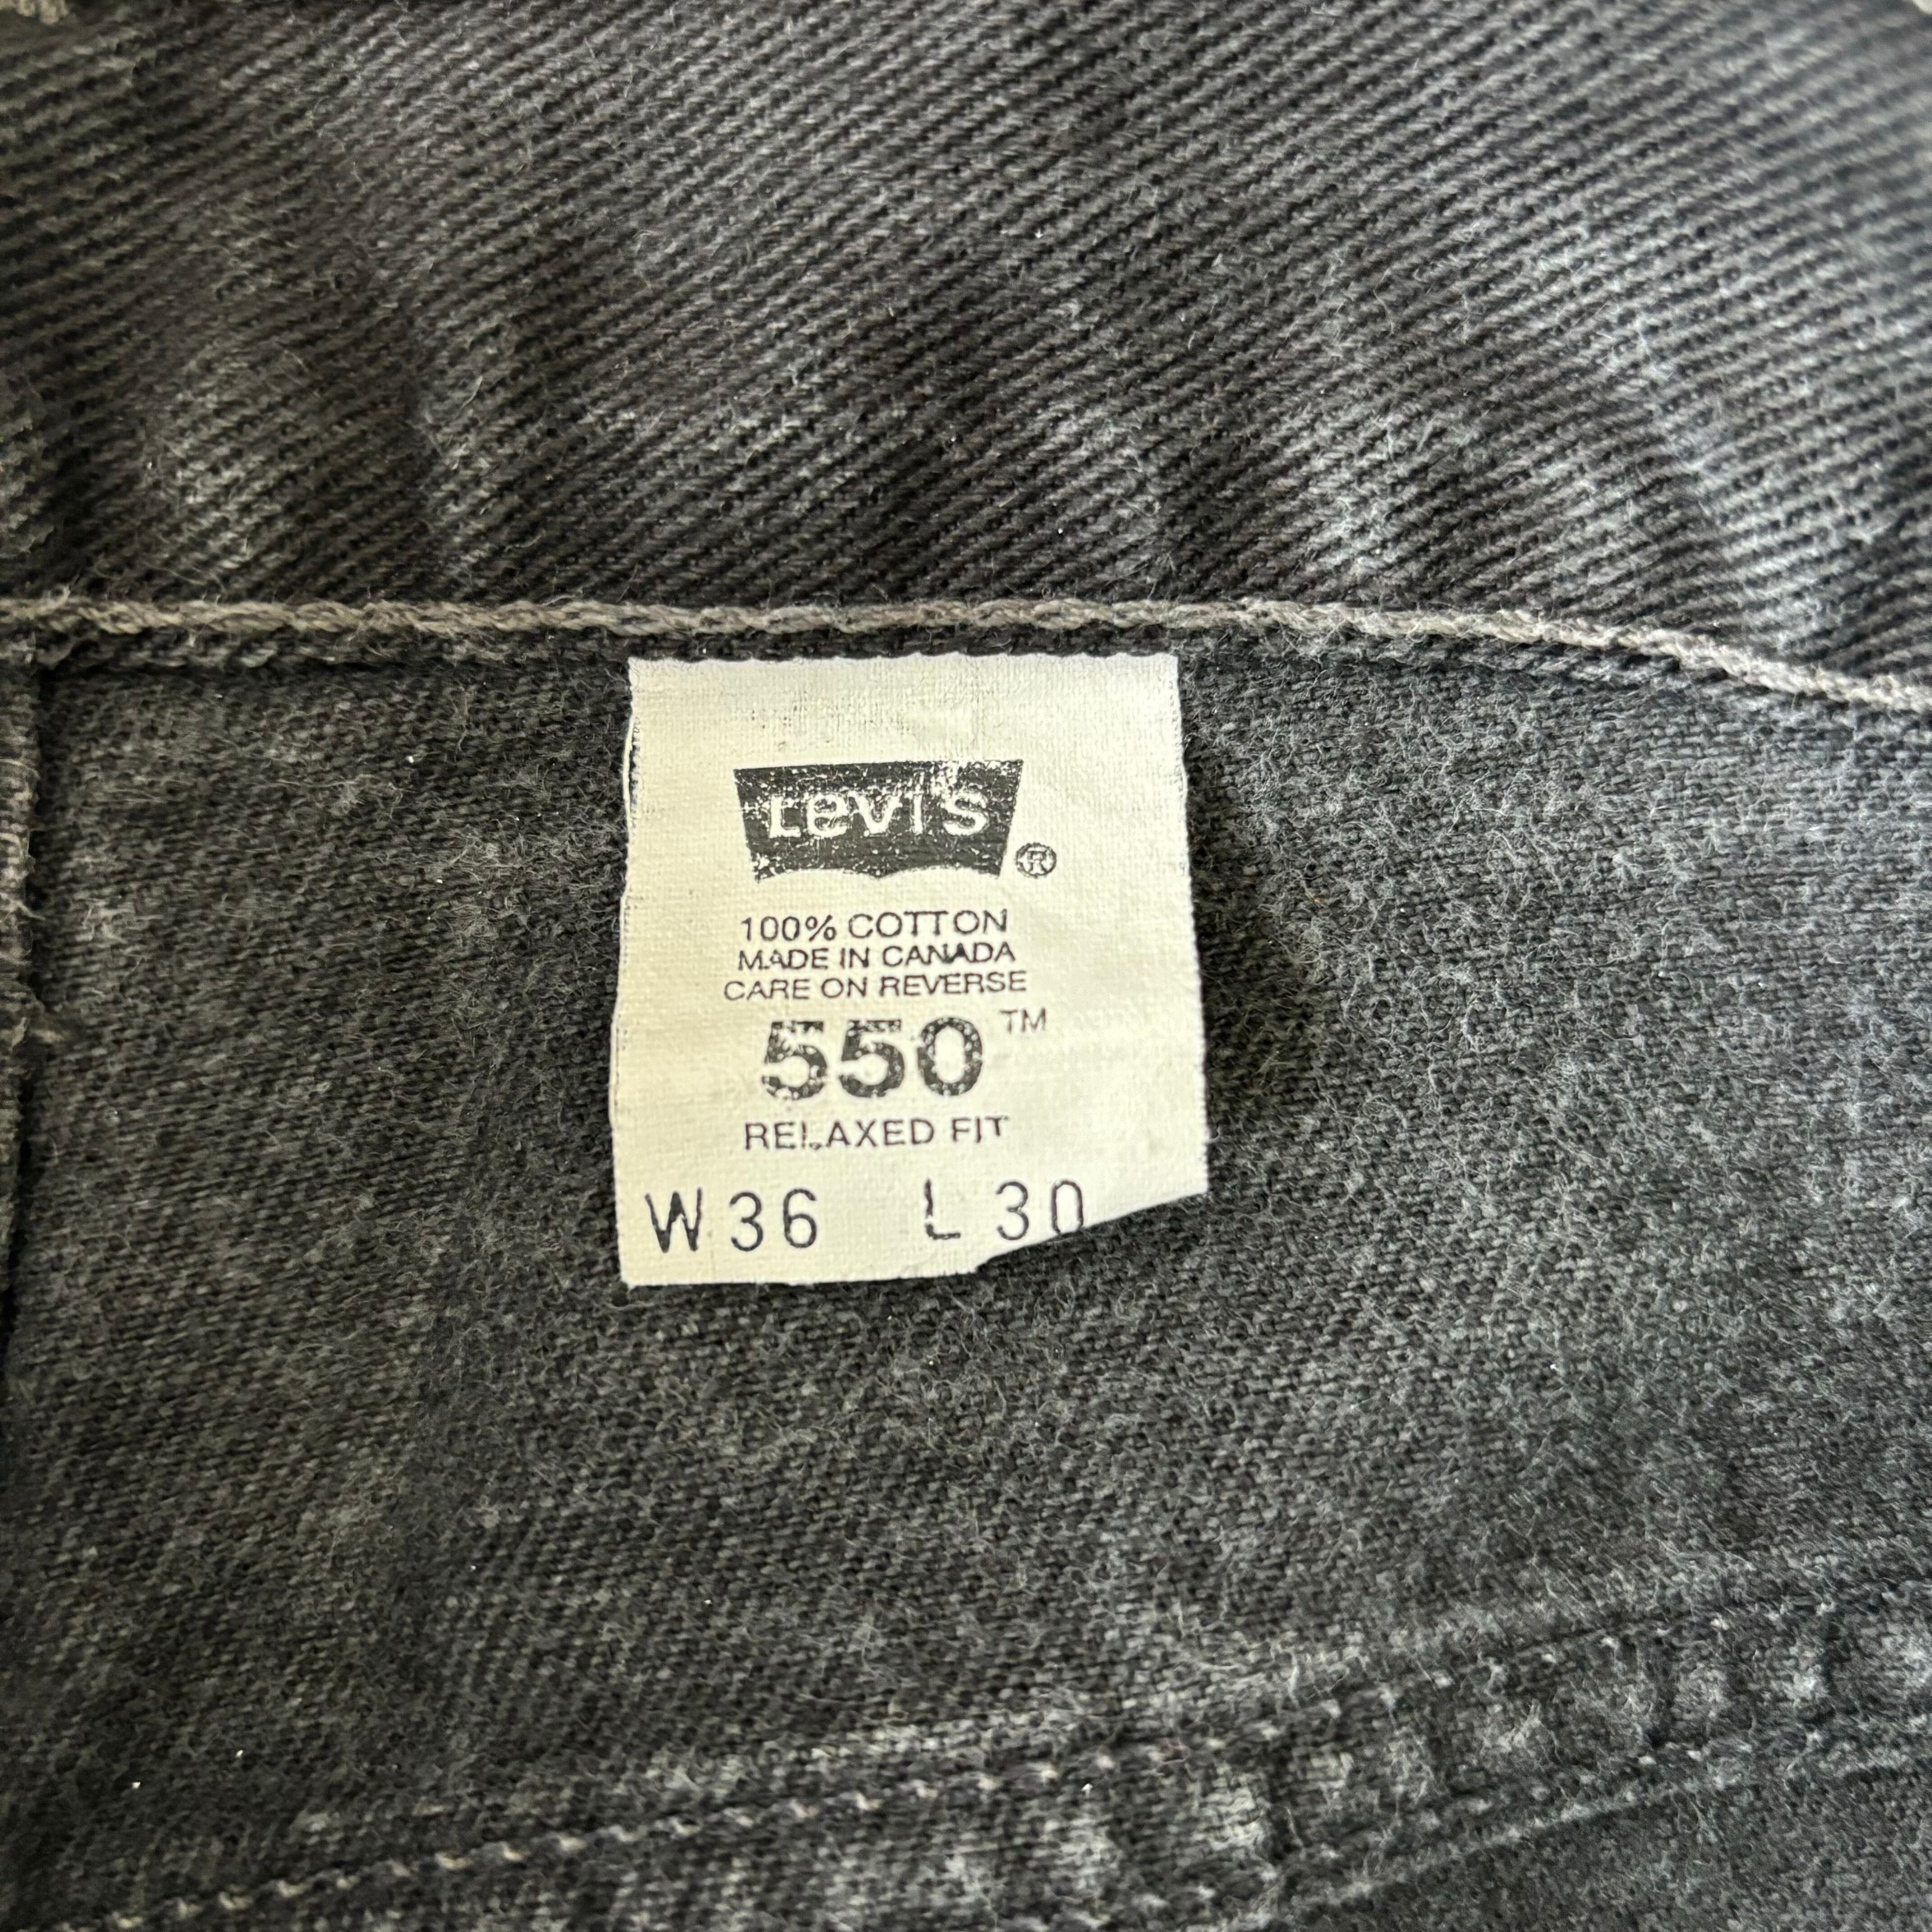 Levi's ®
100% COTTON
MADE IN CANADA
CARE ON REVERSE
550™
RELAXED FIT
W36 L30